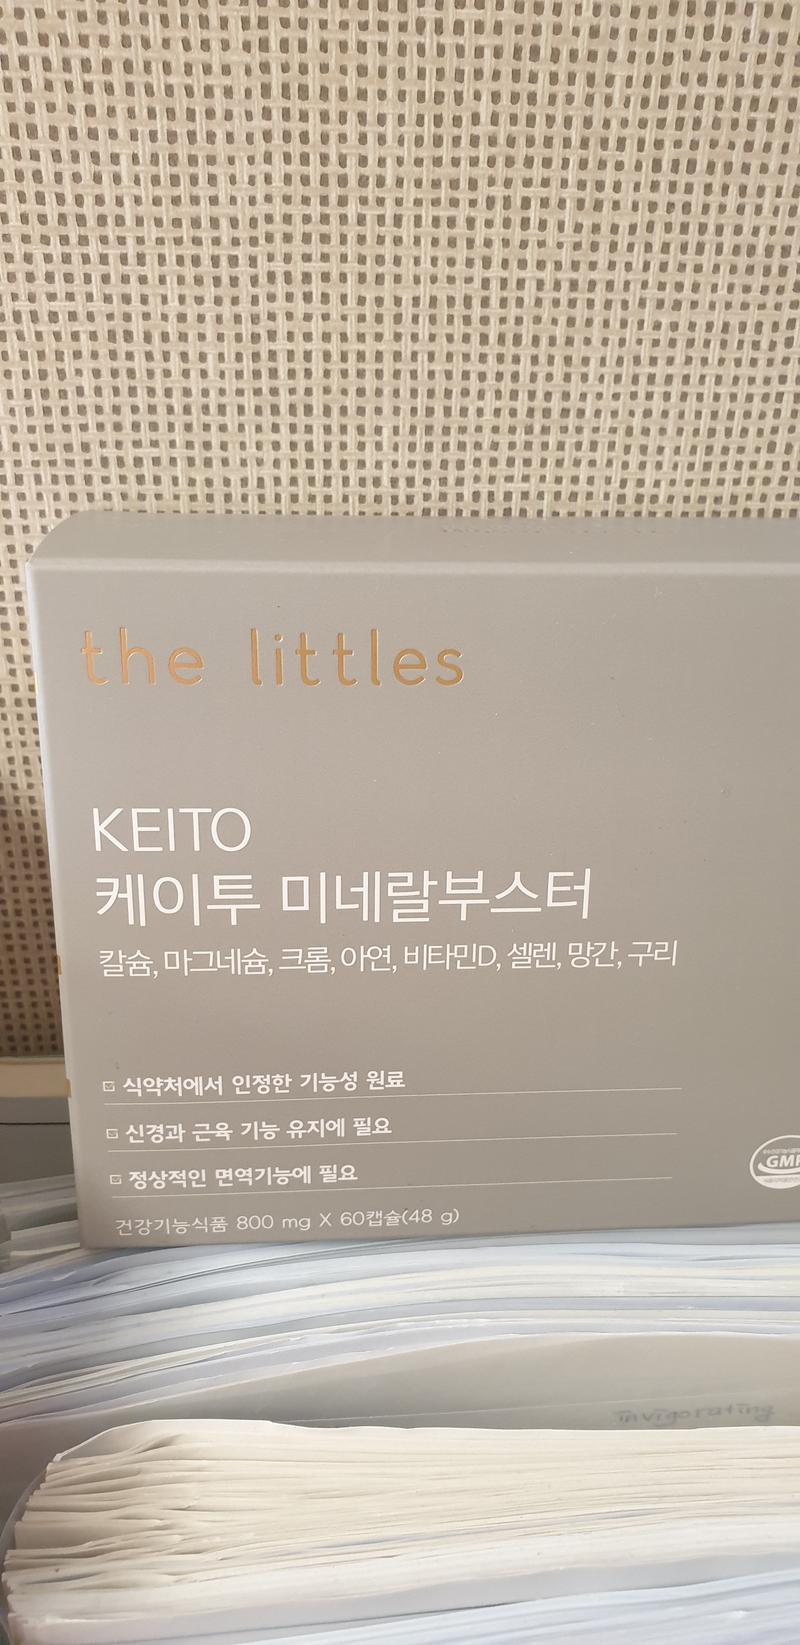 the littles
KEITO
케이투 미네랄부스터
칼슘, 마그네슘, 크롬, 아연, 비타민D, 셀렌, 망간, 구리
식약처에서 인정한 기능성 원료
신경과 근육 기능 유지에 필요
정상적인 면역기능에 필요
GMP
건강기능식품 800 mg X 60캡슐(48 g)
invigorating